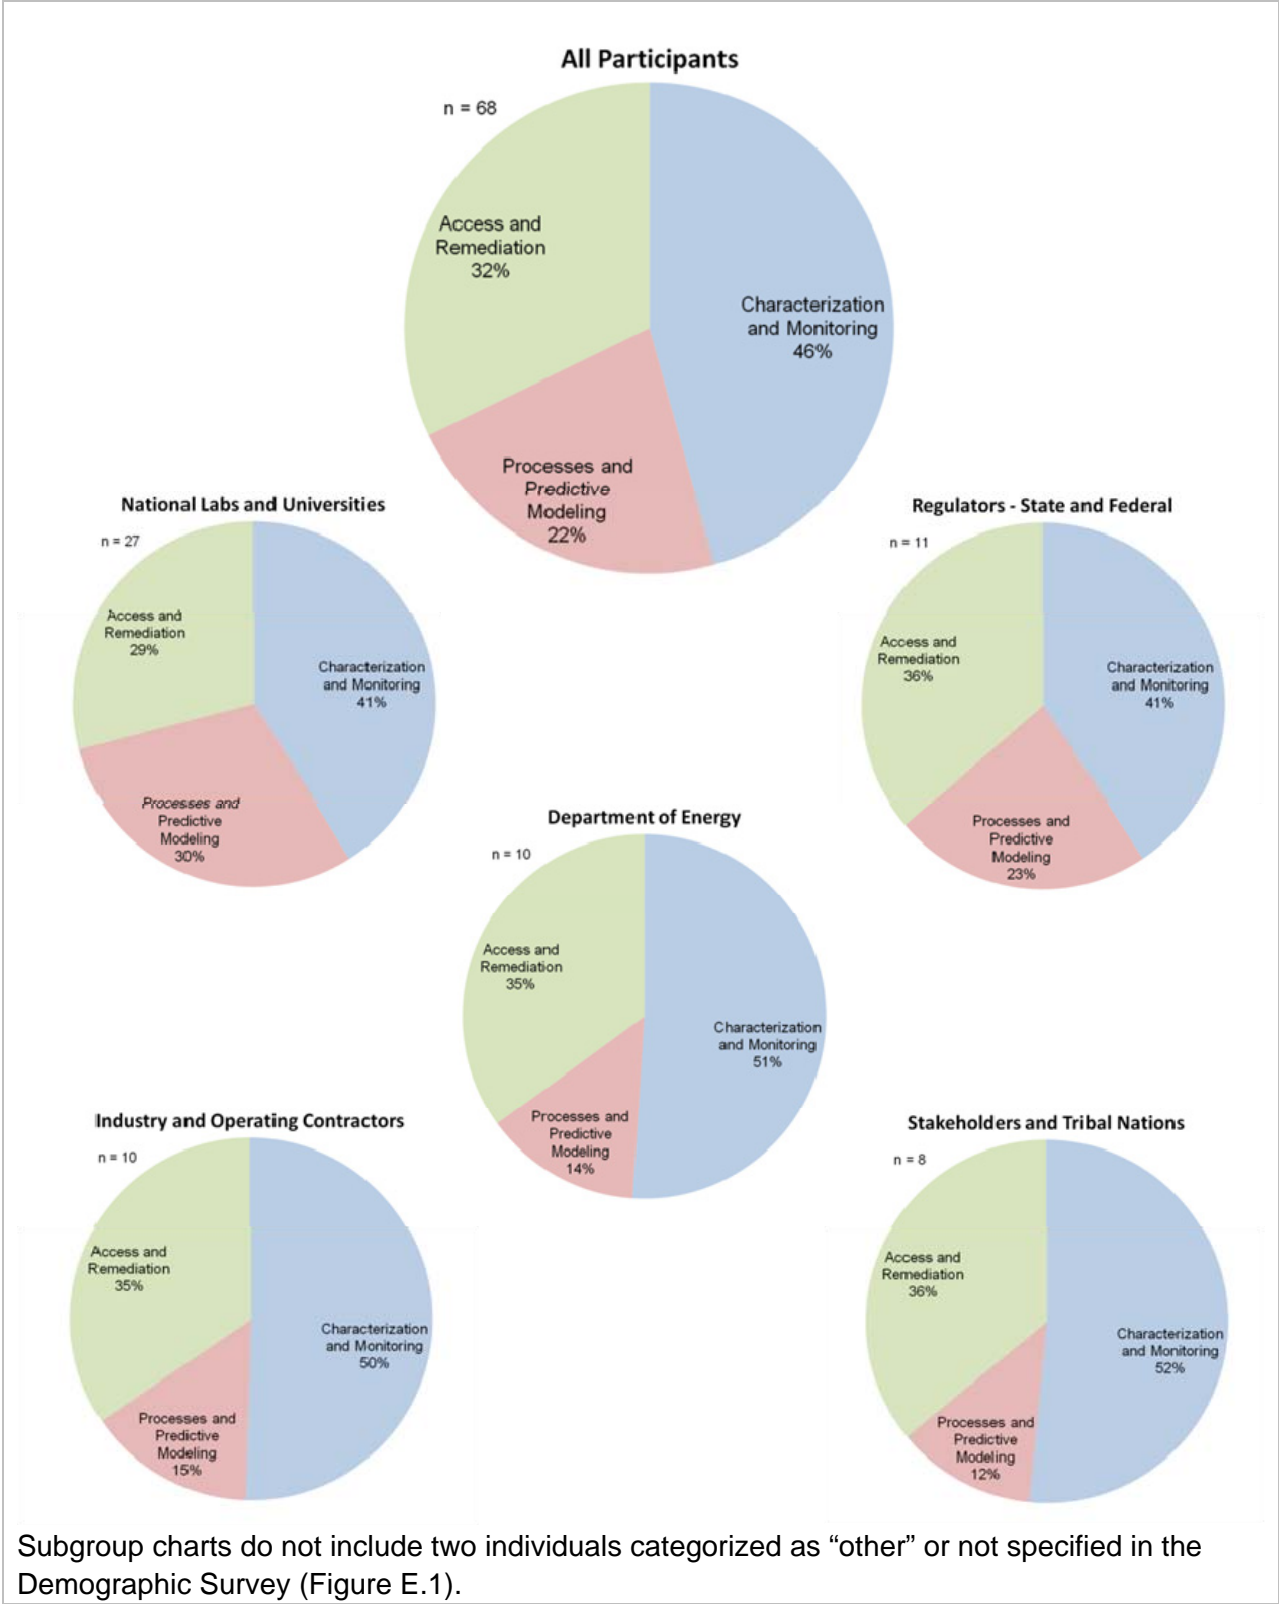 All Participants
n = 68
Access and
Remediation
32%
Characterization
and Monitoring
46%
Processes and
Predictive
Modeling
22%
National Labs and Universities
n = 27
Access and
Remediation
29%
Characterization
and Monitoring
41%
Processes and
Predictive
Modeling
30%
Regulators - State and Federal
n = 11
Access and
Remediation
36%
Characterization
and Monitoring
41%
Processes and
Predictive
Modeling
23%
Department of Energy
n = 10
Access and
Remediation
35%
Characterization
and Monitoring
51%
Processes and
Predictive
Modeling
14%
Industry and Operating Contractors
n = 10
Access and
Remediation
35%
Characterization
and Monitoring
50%
Processes and
Predictive
Modeling
15%
Stakeholders and Tribal Nations
n = 8
Access and
Remediation
36%
Characterization
and Monitoring
52%
Processes and
Predictive
Modeling
12%
Subgroup charts do not include two individuals categorized as “other” or not specified in the
Demographic Survey (Figure E.1).